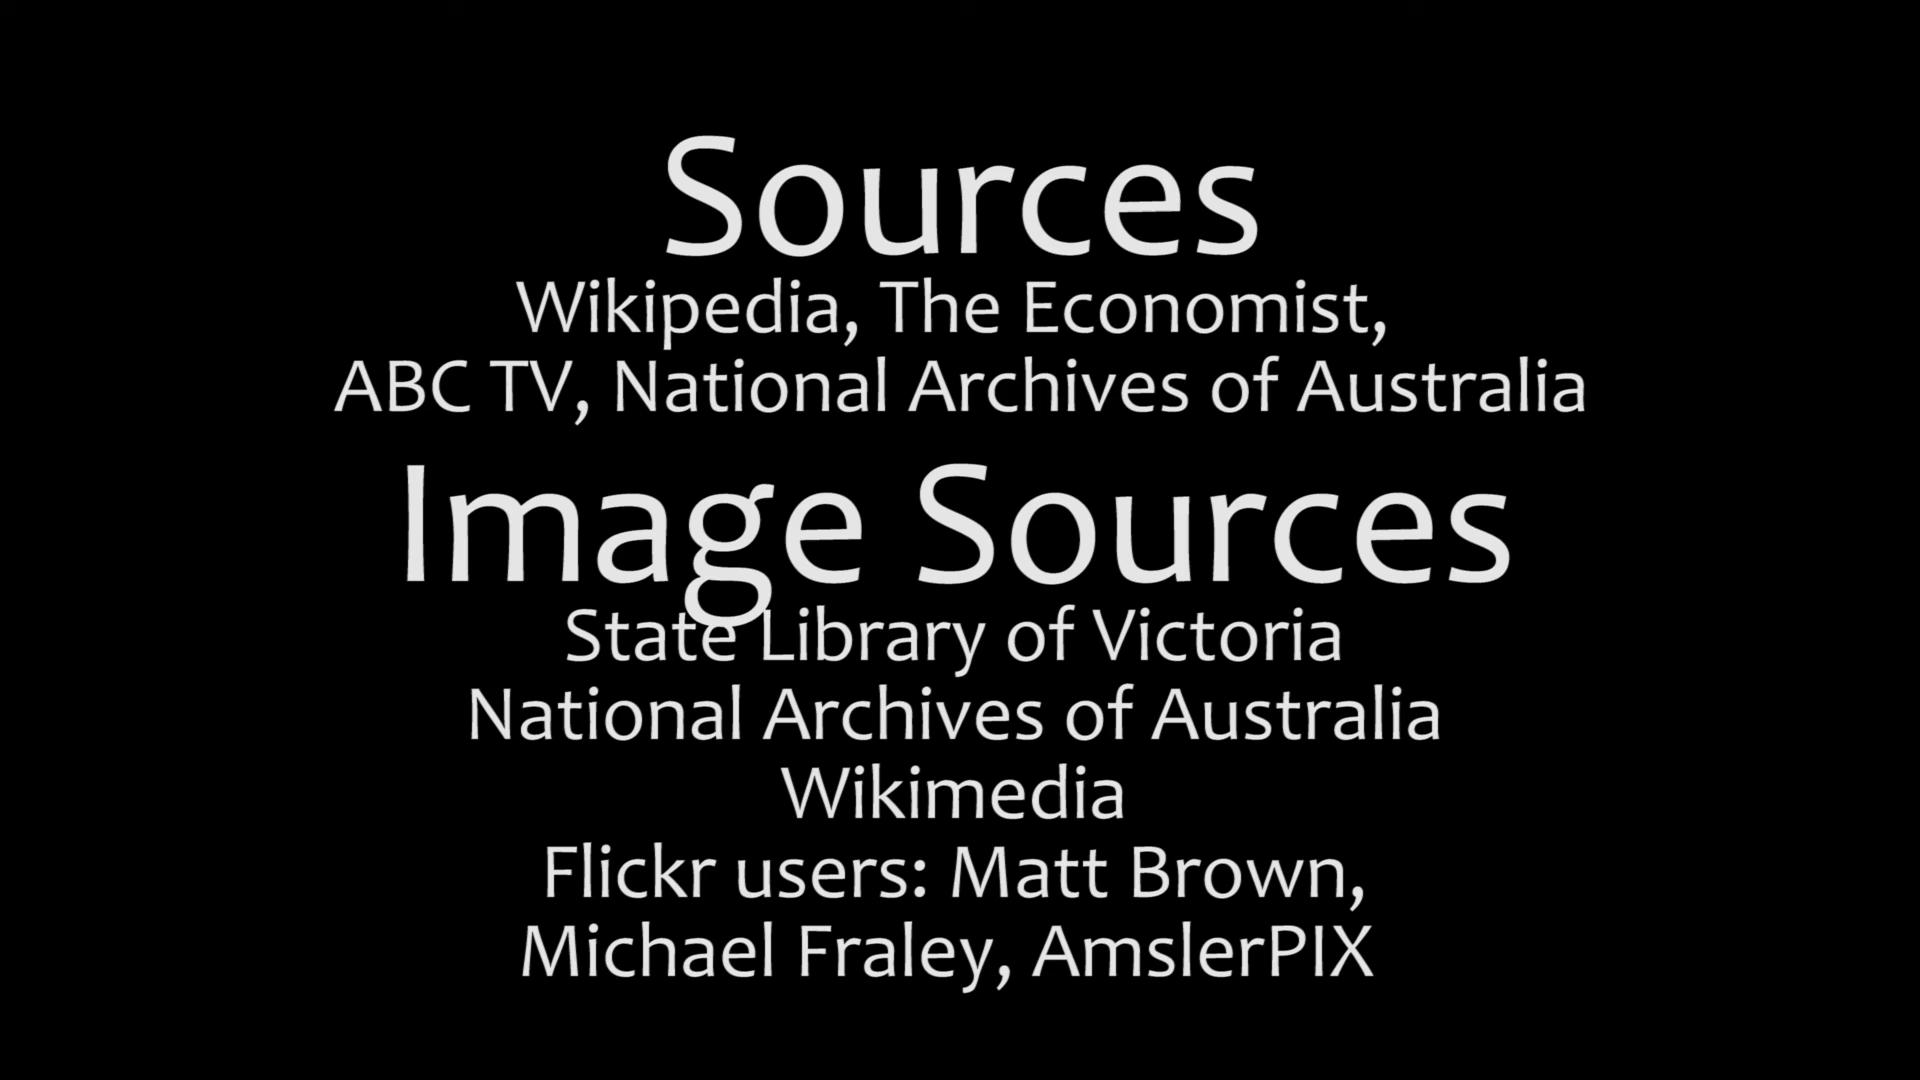 Sources
Wikipedia, The Economist,
ABC TV, National Archives of Australia
Image Sources
State Library of Victoria
National Archives of Australia
Wikimedia
Flickr users: Matt Brown,
Michael Fraley, AmslerPIX